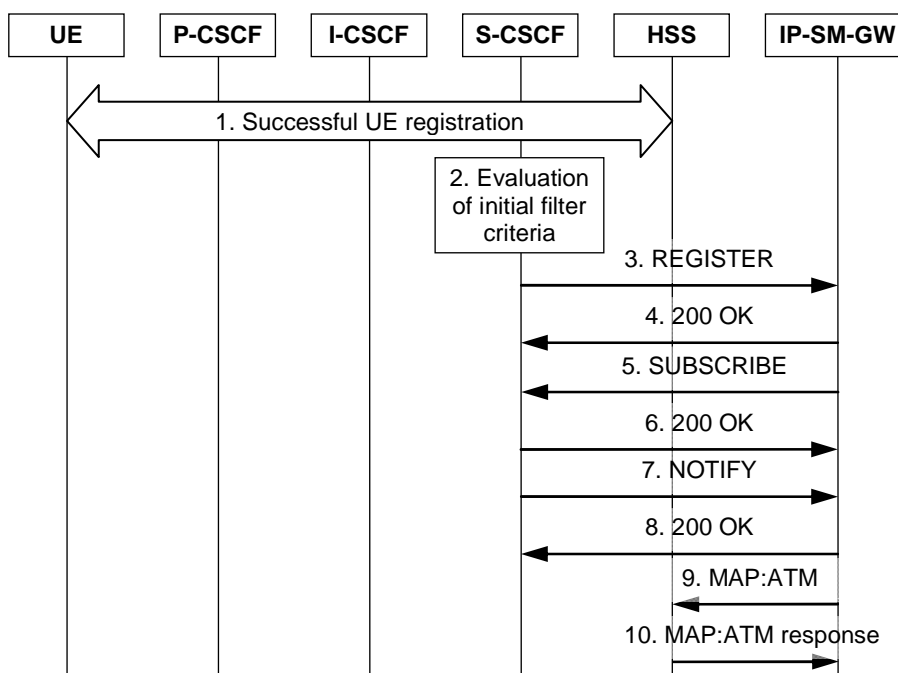 UE
P-CSCF
I-CSCF
S-CSCF
HSS
IP-SM-GW
1. Successful UE registration
2. Evaluation
of initial filter
criteria
3. REGISTER
4. 200 OK
5. SUBSCRIBE
6. 200 OK
7. NOTIFY
8. 200 OK
9. MAP:ATM
10. MAP:ATM response